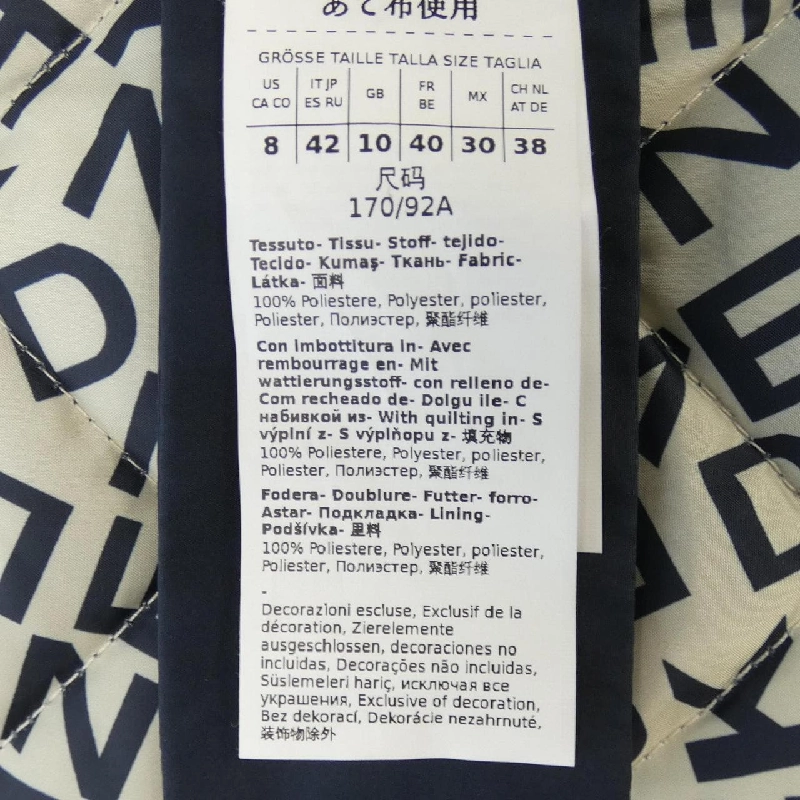 あて布使用
GRÖSSE TAILLE TALLA SIZE TAGLIA
US CA CO | IT JP ES RU | GB | FR BE | MX | CH NL AT DE
8 | 42 | 10 | 40 | 30 | 38
尺码
170/92A
Tessuto- Tissu- Stoff- tejido-
Tecido- Kumaş- Ткань- Fabric-
Látka- 面料
100% Poliestere, Polyester, poliester,
Poliester, Полиэстер, 聚酯纤维
Con imbottitura in- Avec
rembourrage en- Mit
wattierungsstoff- con relleno de-
Com recheado de- Dolgu ile- C
набивкой из- With quilting in- S
výplní z- S výplňopu z- 填充物
100% Poliestere, Polyester, poliester,
Poliester, Полиэстер, 聚酯纤维
Fodera- Doublure- Futter- forro-
Astar- Подкладка- Lining-
Podšívka- 里料
100% Poliestere, Polyester, poliester,
Poliester, Полиэстер, 聚酯纤维
-
Decorazioni escluse, Exclusif de la
décoration, Zierelemente
ausgeschlossen, decoraciones no
incluidas, Decorações não incluidas,
Süslemeleri hariç, исключая все
украшения, Exclusive of decoration,
Bez dekorací, Dekorácie nezahrnuté,
装饰物除外